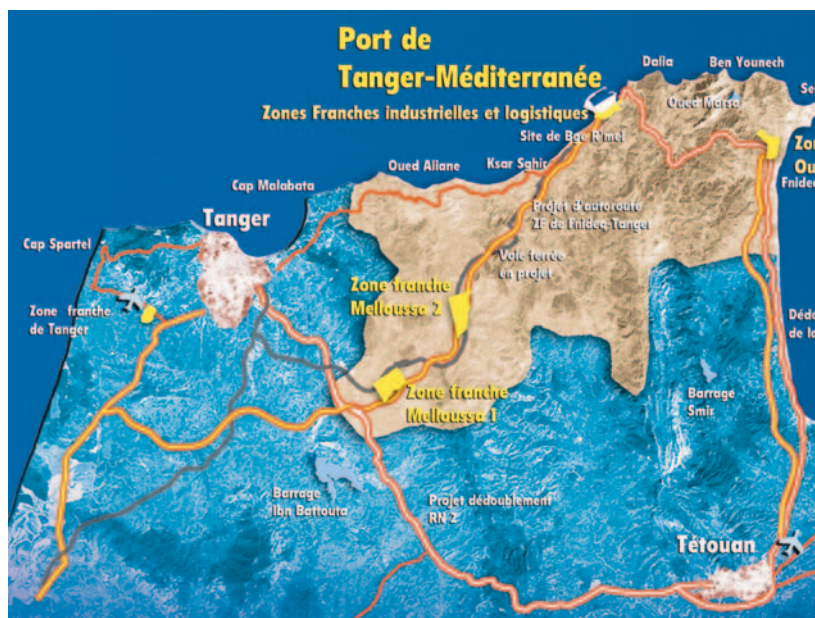 Port de
Tanger-Méditerranée
Zones Franches industrielles et logistiques
Dalia
Ben Younech
Oued Marsa
Site de Bge R'mel
Ksar Sghir
Oued Aliane
Cap Malabata
Tanger
Cap Spartel
Projet d'autoroute
ZF de Fnideq-Tanger
Voie ferrée
en projet
Zone franche
Melloussa 2
Zone franche
de Tanger
Zone franche
Melloussa 1
Barrage
Smir
Barrage
Ibn Battouta
Projet dédoublement
RN 2
Tétouan